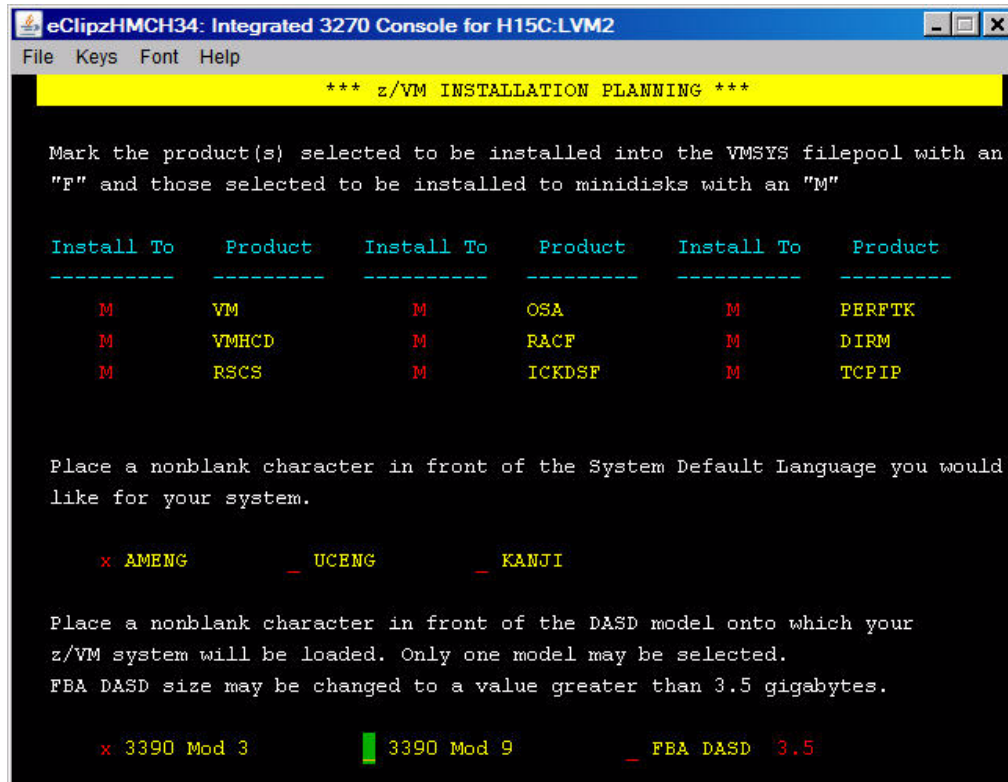 eClipzHMCH34: Integrated 3270 Console for H15C:LVM2
File Keys Font Help
*** z/VM INSTALLATION PLANNING ***
Mark the product(s) selected to be installed into the VMSYS filepool with an
"F" and those selected to be installed to minidisks with an "M"
Install To Product Install To Product Install To Product
---------- --------- ---------- --------- ---------- ---------
M VM M OSA M PERFTK
M VMHCD M RACF M DIRM
M RSCS M ICKDSF M TCPIP
Place a nonblank character in front of the System Default Language you would
like for your system.
x AMENG _ UCENG _ KANJI
Place a nonblank character in front of the DASD model onto which your
z/VM system will be loaded. Only one model may be selected.
FBA DASD size may be changed to a value greater than 3.5 gigabytes.
x 3390 Mod 3 _ 3390 Mod 9 _ FBA DASD 3.5